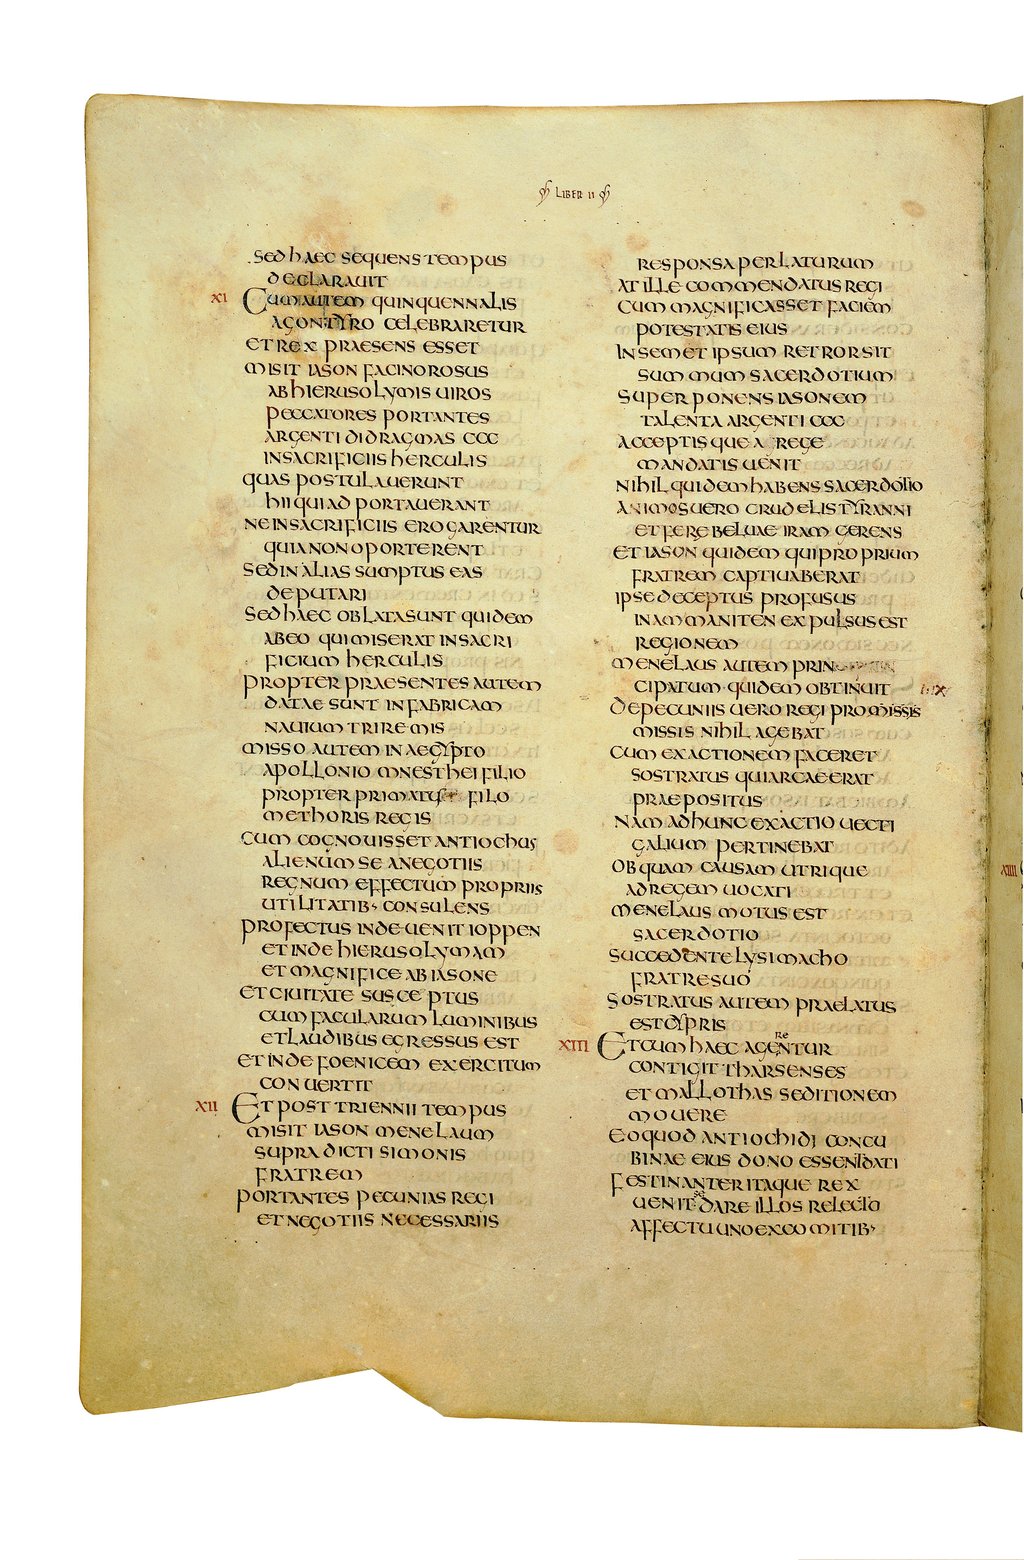 LIBER II
SED HAEC SEQUENS TEMPUS
DECLARAUIT
XI CUM AUTEM QUINQUENNALIS
AGON TYRO CELEBRARETUR
ET REX PRAESENS ESSET
MISIT IASON FACINOROSUS
AB HIERUSOLYMIS UIROS
PECCATORES PORTANTES
ARGENTI DIDRAGMAS CCC
IN SACRIFICIIS HERCULIS
QUAS POSTULAUERUNT
HII QUI AD PORTAUERANT
NE IN SACRIFICIIS EROGARENTUR
QUIA NON OPORTERENT
SED IN ALIAS SUMPTUS EAS
DEPUTARI
SED HAEC OBLATA SUNT QUIDEM
AB EO QUI MISERAT IN SACRI
FICIUM HERCULIS
PROPTER PRAESENTES AUTEM
DATAE SUNT IN FABRICAM
NAUIUM TRIREMIS
MISSO AUTEM IN AEGYPTO
APOLLONIO MNESTHEI FILIO
PROPTER PRIMATUS FILO
METHORIS REGIS
CUM COGNOUISSET ANTIOCHUS
ALIENUM SE A NEGOTIIS
REGNUM EFFECTUM PROPRIIS
UTILITATIB· CONSULENS
PROFECTUS INDE UENIT IOPPEN
ET INDE HIERUSOLYMAM
ET MAGNIFICE AB IASONE
ET CIUITATE SUSCEPTUS
CUM FACULARUM LUMINIBUS
ET LAUDIBUS EGRESSUS EST
ET INDE FOENICEM EXERCITUM
CONUERTIT
XII ET POST TRIENNII TEMPUS
MISIT IASON MENELAUM
SUPRADICTI SIMONIS
FRATREM
PORTANTES PECUNIAS REGI
ET NEGOTIIS NECESSARIIS
RESPONSA PERLATURUM
AT ILLE COMMENDATUS REGI
CUM MAGNIFICASSET FACIEM
POTESTATIS EIUS
IN SEMET IPSUM RETRORSIT
SUMMUM SACERDOTIUM
SUPERPONENS IASONEM
TALENTA ARGENTI CCC
ACCEPTISQUE A REGE
MANDATIS UENIT
NIHIL QUIDEM HABENS SACERDOTIO
ANIMOS UERO CRUDELIS TYRANNI
ET FERE BELUAE IRAM GERENS
ET IASON QUIDEM QUI PROPRIUM
FRATREM CAPTIUABERAT
IPSE DECEPTUS PROFUSUS
IN AMMANITEN EXPULSUS EST
REGIONEM
MENELAUS AUTEM PRIN
CIPATUM QUIDEM OBTINUIT
DE PECUNIIS UERO REGI PROMISSIS
MISSIS NIHIL AGEBAT
CUM EXACTIONEM FACERET
SOSTRATUS QUI ARCAE ERAT
PRAEPOSITUS
NAM AD HUNC EXACTIO UECTI
GALIUM PERTINEBAT
OB QUAM CAUSAM UTRIQUE
AD REGEM UOCATI
MENELAUS MOTUS EST
SACERDOTIO
SUCCEDENTE LYSIMACHO
FRATRE SUO
SOSTRATUS AUTEM PRAELATUS
EST CYPRIS
XIII ET CUM HAEC AGERENTUR
CONTIGIT THARSENSES
ET MALLOTHAS SEDITIONEM
MOUERE
EO QUOD ANTIOCHIDI CONCU
BINAE EIUS DONO ESSENT DATI
FESTINANTER ITAQUE REX
UENIT SEDARE ILLOS RELICTO
AFFECTU UNO EX COMITIB·